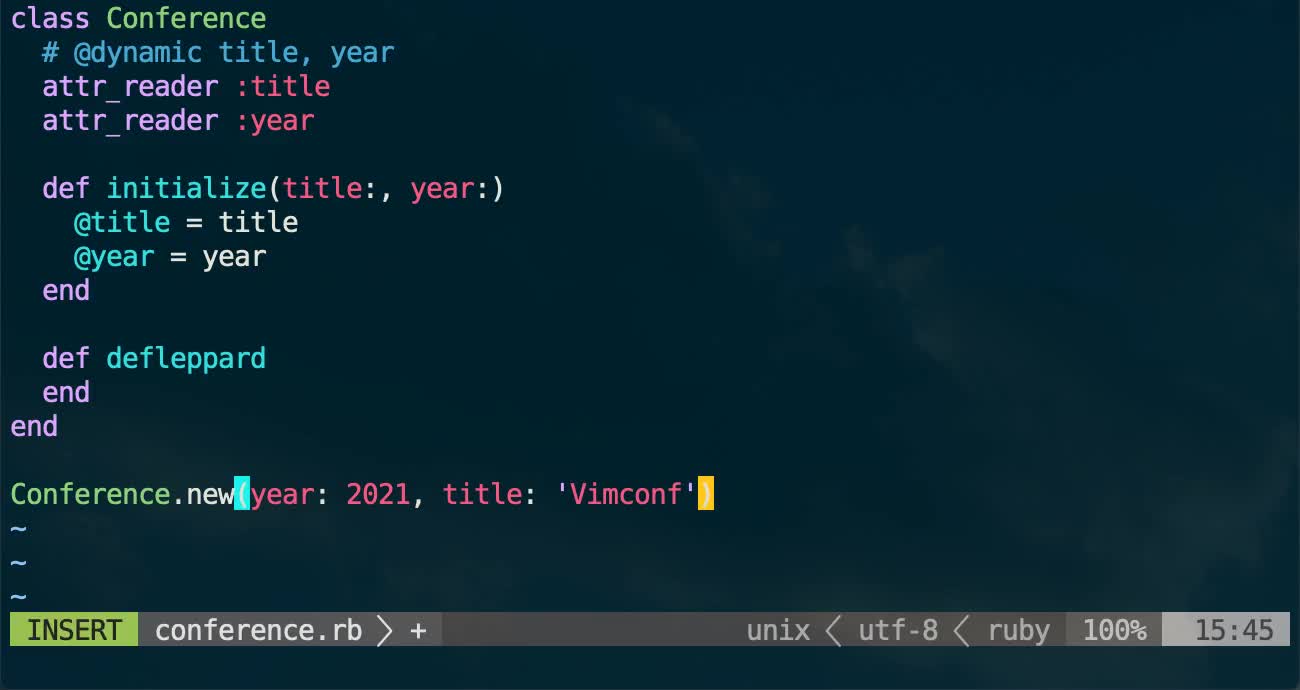 class Conference
  # @dynamic title, year
  attr_reader :title
  attr_reader :year

  def initialize(title:, year:)
    @title = title
    @year = year
  end

  def defleppard
  end
end

Conference.new(year: 2021, title: 'Vimconf')
~
~
~
INSERT conference.rb + unix utf-8 ruby 100% 15:45